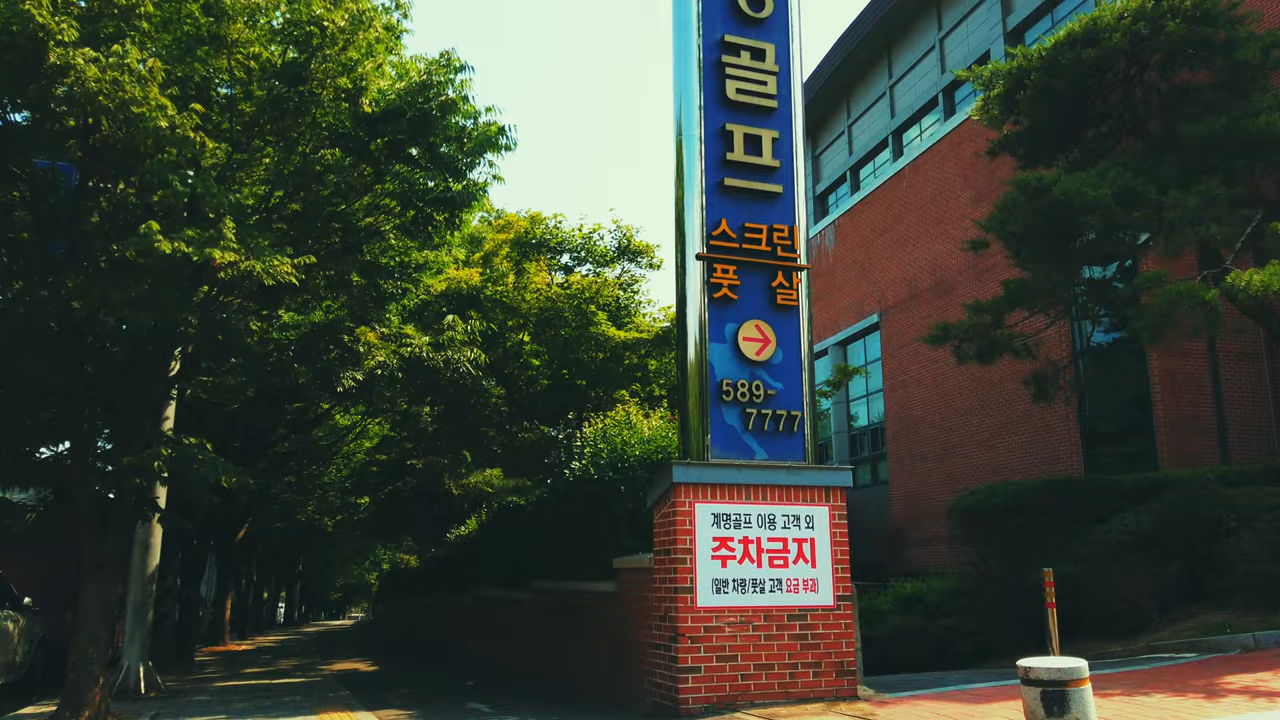 골
프
스크린
풋 살
589-
7777
계명골프 이용 고객 외
주차금지
(일반 차량/풋살 고객 요금 부과)